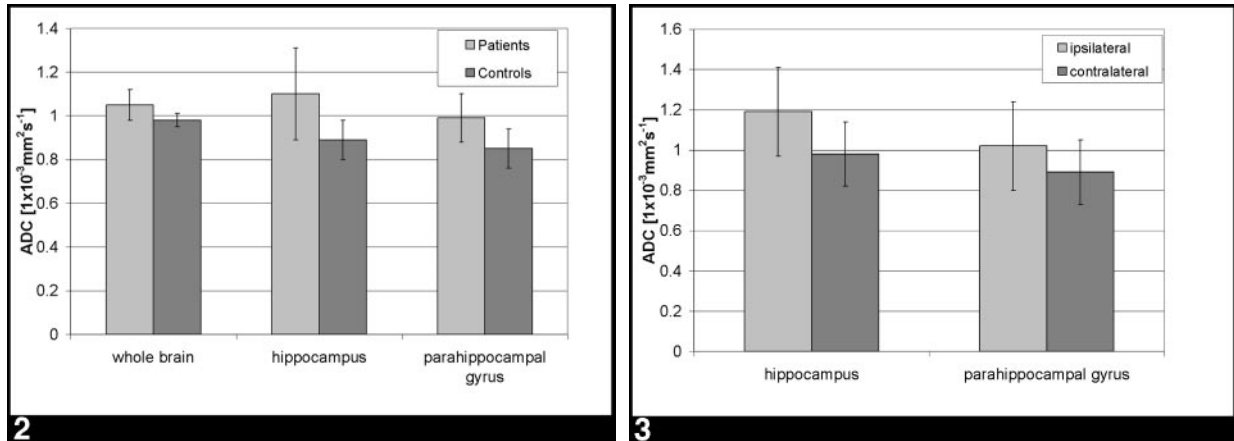 1.4
1.2
1
0.8
0.6
0.4
0.2
0
ADC [1x10⁻³mm²s⁻¹]
Patients
Controls
whole brain
hippocampus
parahippocampal
gyrus
2
1.6
1.4
1.2
1
0.8
0.6
0.4
0.2
0
ADC [1x10⁻³mm²s⁻¹]
ipsilateral
contralateral
hippocampus
parahippocampal gyrus
3